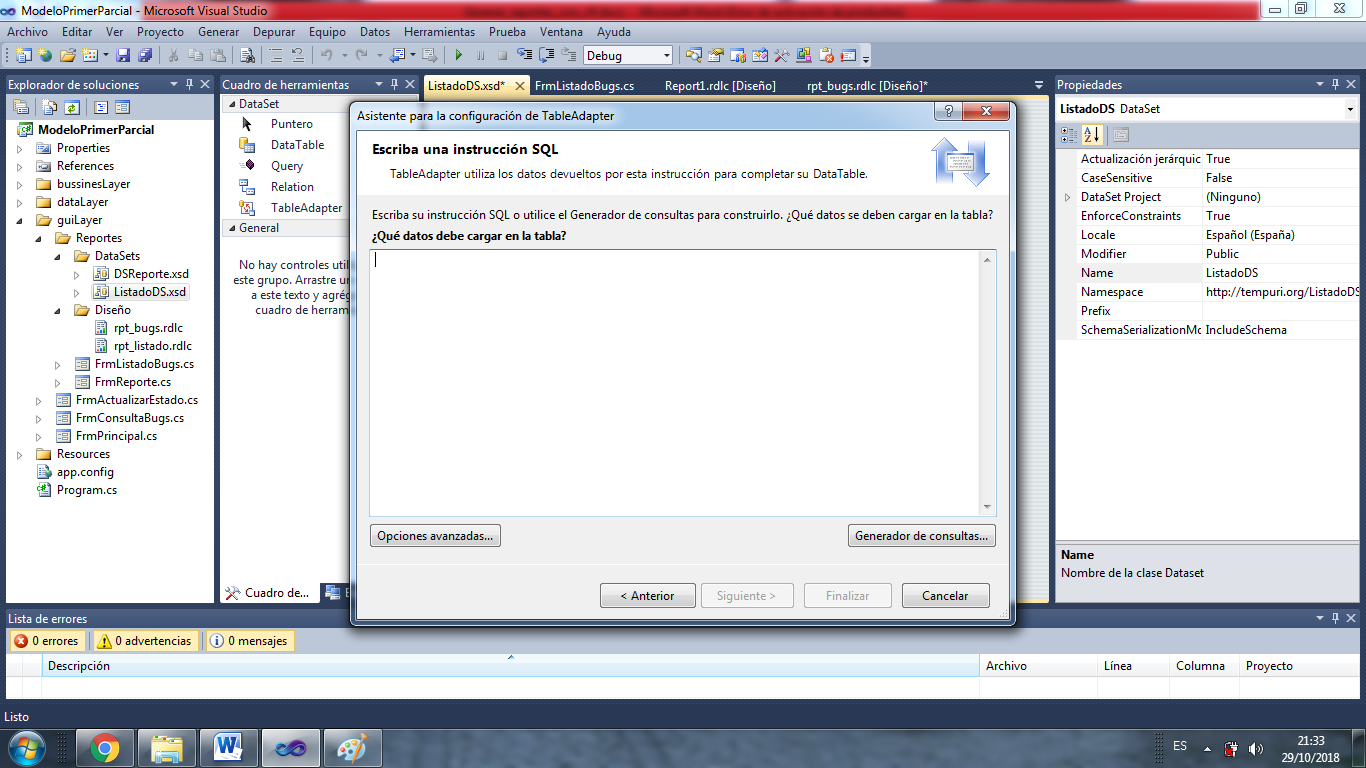 ModeloPrimerParcial - Microsoft Visual Studio
Archivo Editar Ver Proyecto Generar Depurar Equipo Datos Herramientas Prueba Ventana Ayuda
Debug
Explorador de soluciones
ModeloPrimerParcial
Properties
References
bussinesLayer
dataLayer
guiLayer
Reportes
DataSets
DSReporte.xsd
ListadoDS.xsd
Diseño
rpt_bugs.rdlc
rpt_listado.rdlc
FrmListadoBugs.cs
FrmReporte.cs
FrmActualizarEstado.cs
FrmConsultaBugs.cs
FrmPrincipal.cs
Resources
app.config
Program.cs
Cuadro de herramientas
DataSet
Puntero
DataTable
Query
Relation
TableAdapter
General
No hay controles util
este grupo. Arrastre un
a este texto y agrég
cuadro de herram
Cuadro de...
ListadoDS.xsd* FrmListadoBugs.cs Report1.rdlc [Diseño] rpt_bugs.rdlc [Diseño]*
Asistente para la configuración de TableAdapter
Escriba una instrucción SQL
TableAdapter utiliza los datos devueltos por esta instrucción para completar su DataTable.
Escriba su instrucción SQL o utilice el Generador de consultas para construirlo. ¿Qué datos se deben cargar en la tabla?
¿Qué datos debe cargar en la tabla?
Opciones avanzadas... Generador de consultas...
< Anterior Siguiente > Finalizar Cancelar
Propiedades
ListadoDS DataSet
Actualización jerárquic True
CaseSensitive False
DataSet Project (Ninguno)
EnforceConstraints True
Locale Español (España)
Modifier Public
Name ListadoDS
Namespace http://tempuri.org/ListadoDS
Prefix
SchemaSerializationMo IncludeSchema
Name
Nombre de la clase Dataset
Lista de errores
0 errores 0 advertencias 0 mensajes
Descripción Archivo Línea Columna Proyecto
Listo
ES
21:33
29/10/2018